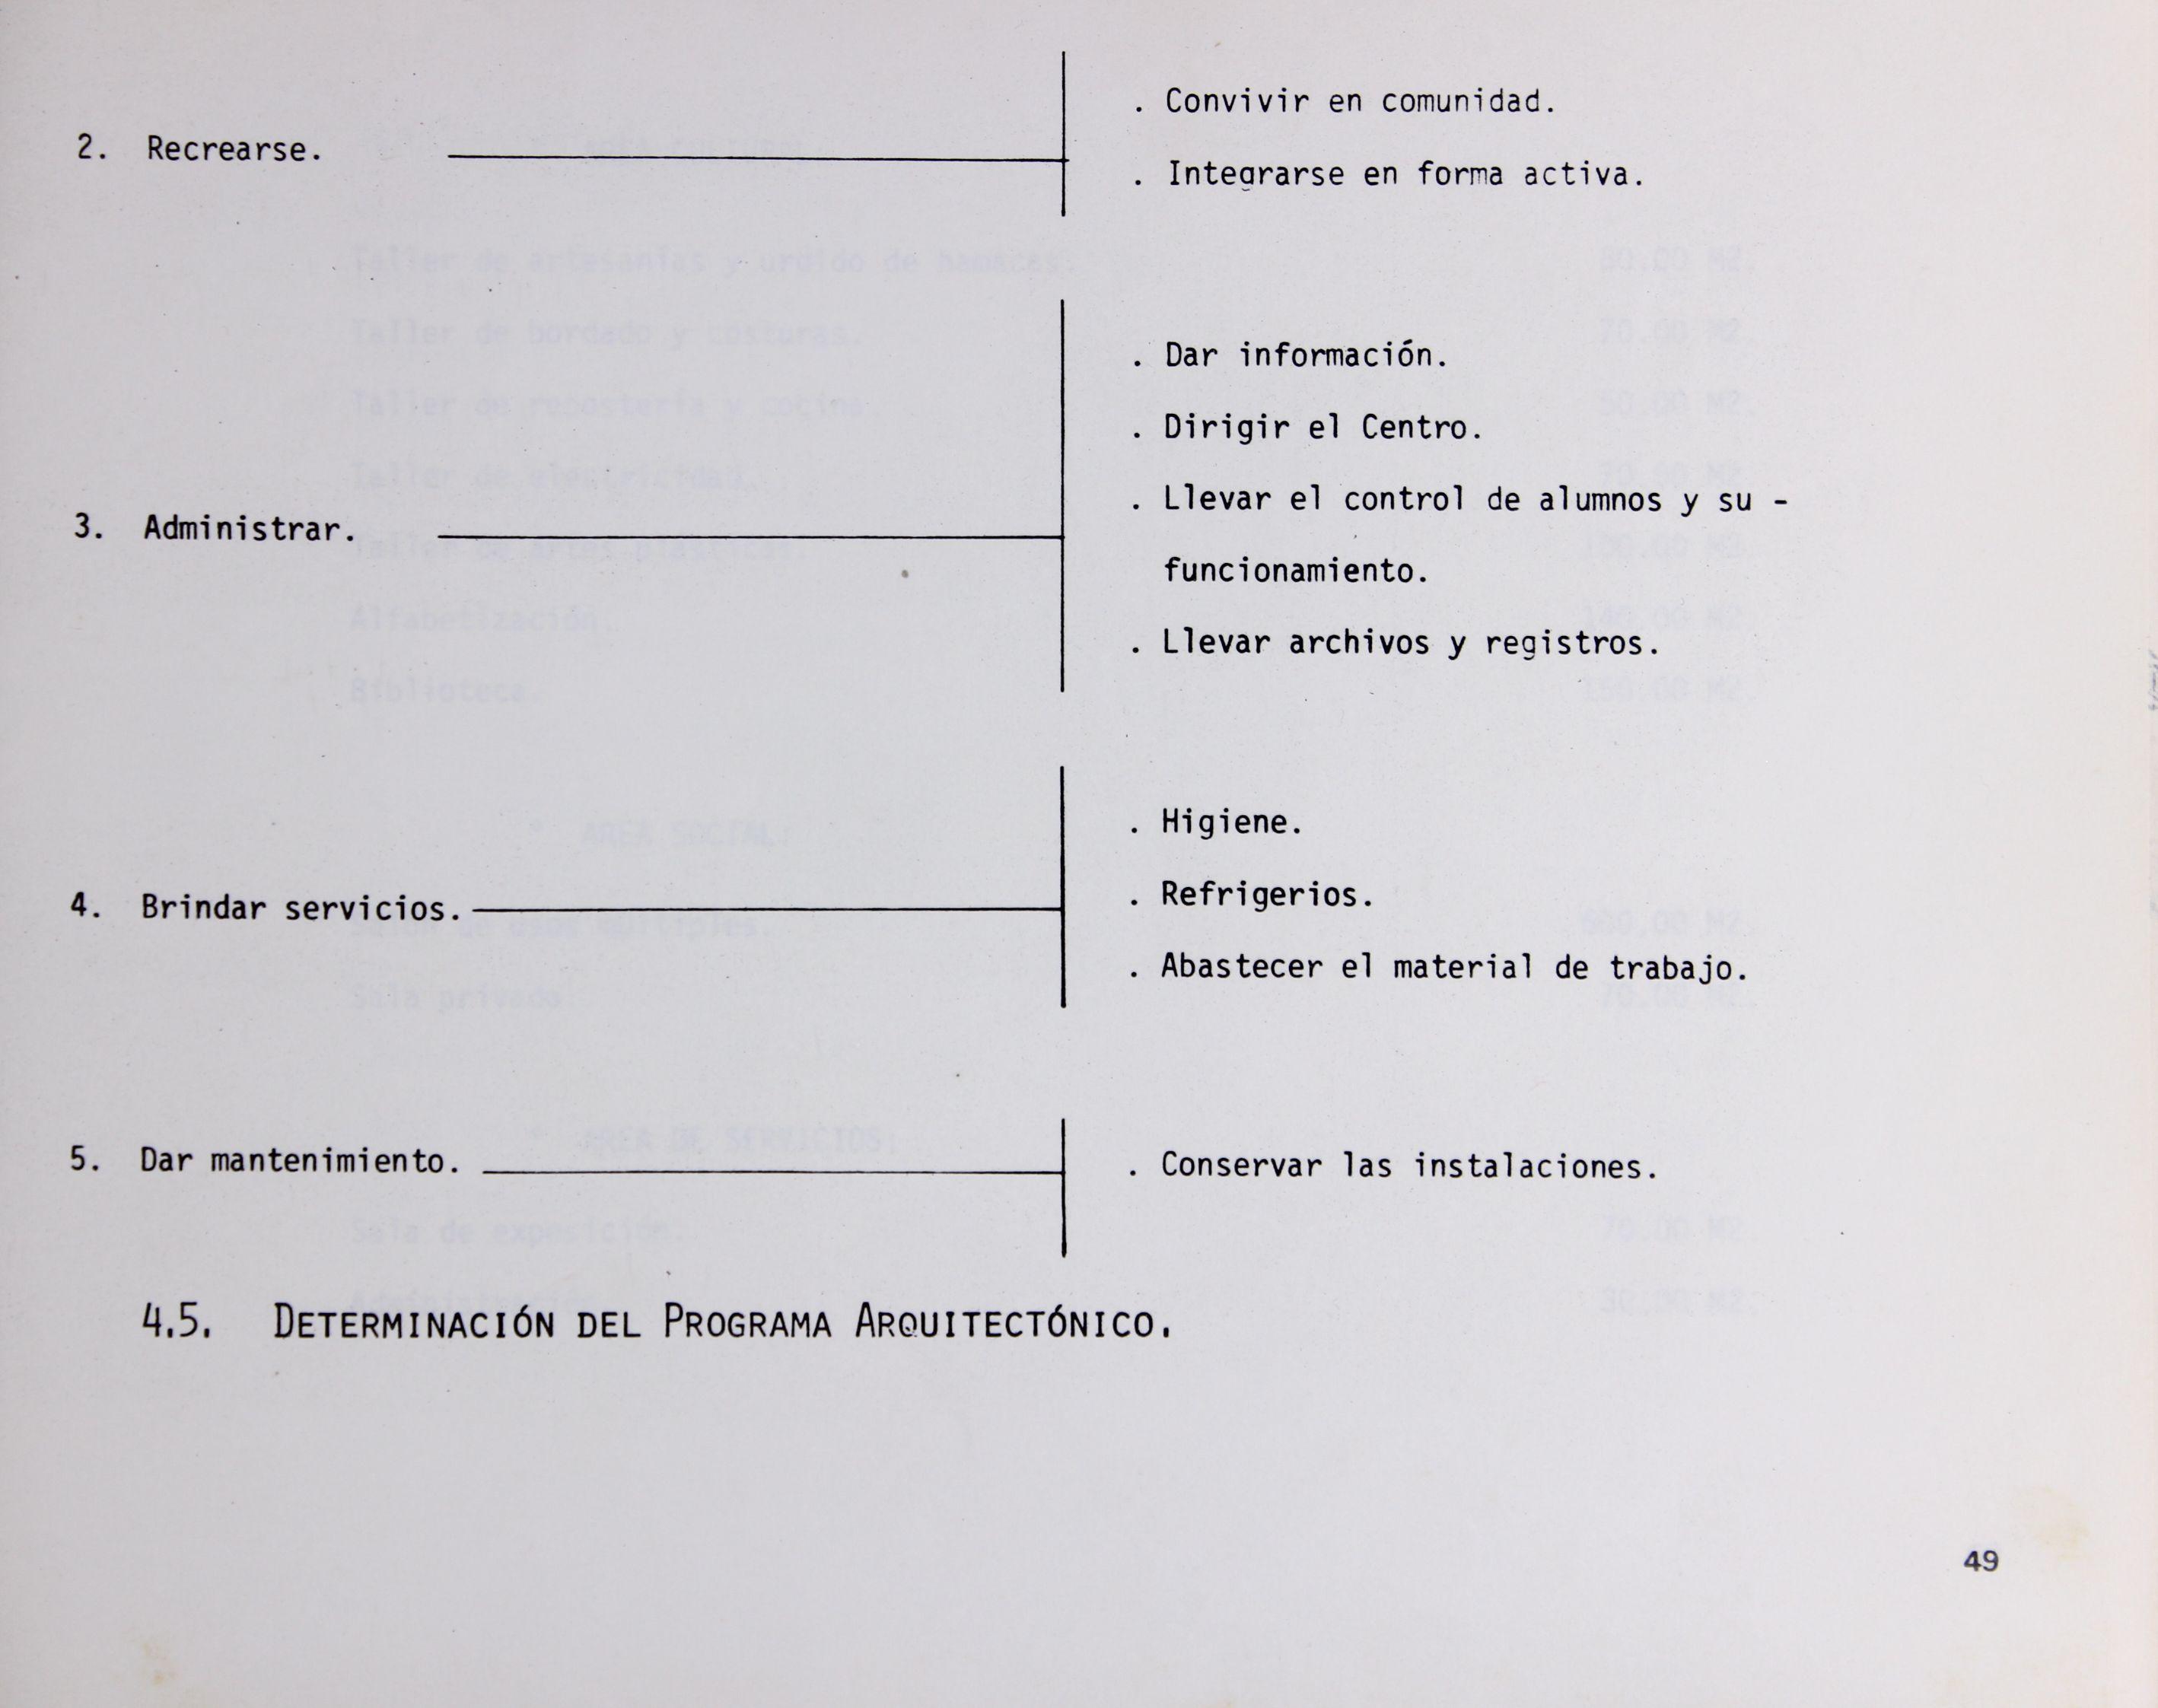 . Convivir en comunidad.
2. Recrearse.
. Integrarse en forma activa.
. Dar información.
. Dirigir el Centro.
. Llevar el control de alumnos y su -
3. Administrar.
funcionamiento.
. Llevar archivos y registros.
. Higiene.
. Refrigerios.
4. Brindar servicios.
. Abastecer el material de trabajo.
5. Dar mantenimiento.
. Conservar las instalaciones.
4.5. DETERMINACIÓN DEL PROGRAMA ARQUITECTÓNICO.
49